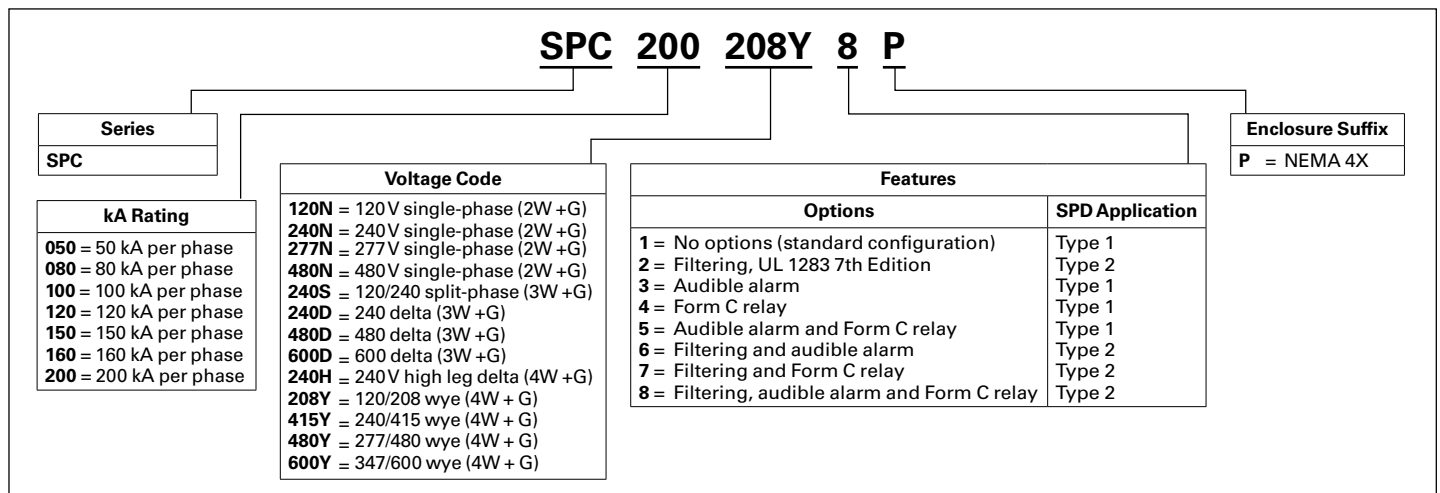 SPC 200 208Y 8 P
Series
SPC
kA Rating
050 = 50 kA per phase
080 = 80 kA per phase
100 = 100 kA per phase
120 = 120 kA per phase
150 = 150 kA per phase
160 = 160 kA per phase
200 = 200 kA per phase
Voltage Code
120N = 120 V single-phase (2W +G)
240N = 240 V single-phase (2W +G)
277N = 277 V single-phase (2W +G)
480N = 480 V single-phase (2W +G)
240S = 120/240 split-phase (3W +G)
240D = 240 delta (3W +G)
480D = 480 delta (3W +G)
600D = 600 delta (3W +G)
240H = 240 V high leg delta (4W +G)
208Y = 120/208 wye (4W + G)
415Y = 240/415 wye (4W + G)
480Y = 277/480 wye (4W + G)
600Y = 347/600 wye (4W + G)
Features
Options SPD Application
1 = No options (standard configuration) Type 1
2 = Filtering, UL 1283 7th Edition Type 2
3 = Audible alarm Type 1
4 = Form C relay Type 1
5 = Audible alarm and Form C relay Type 1
6 = Filtering and audible alarm Type 2
7 = Filtering and Form C relay Type 2
8 = Filtering, audible alarm and Form C relay Type 2
Enclosure Suffix
P = NEMA 4X